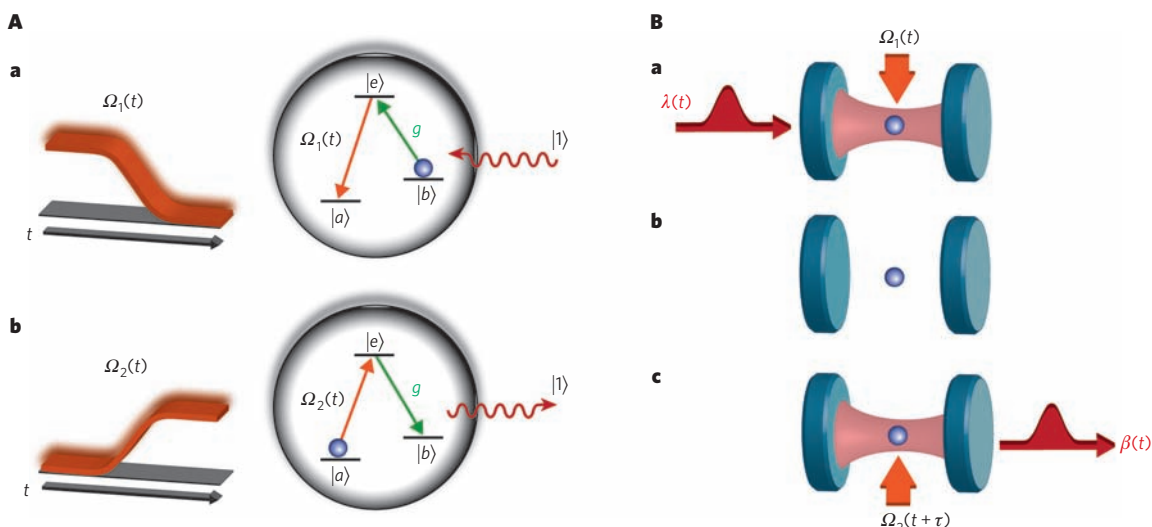 A
a
Ω₁(t)
t
|e⟩
Ω₁(t)
g
|1⟩
|b⟩
|a⟩
b
Ω₂(t)
t
|e⟩
Ω₂(t)
g
|1⟩
|b⟩
|a⟩
B
a
Ω₁(t)
λ(t)
b
c
β(t)
Ω₂(t + τ)